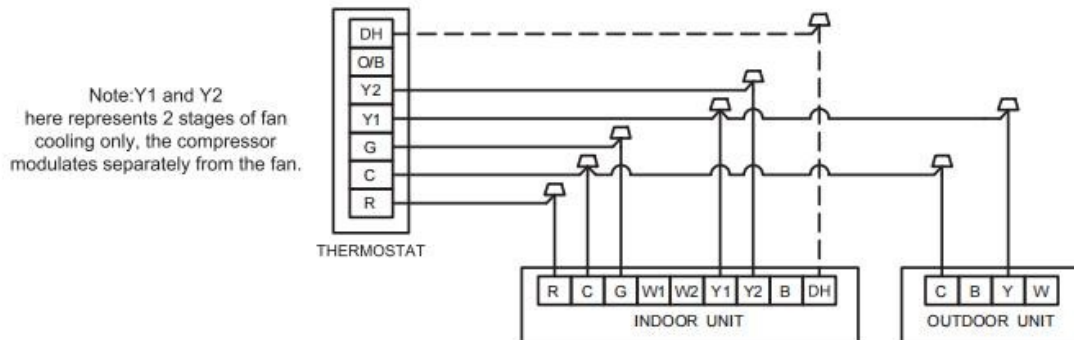 DH
O/B
Y2
Y1
G
C
R
THERMOSTAT
Note:Y1 and Y2
here represents 2 stages of fan
cooling only, the compressor
modulates separately from the fan.
R C G W1 W2 Y1 Y2 B DH
INDOOR UNIT
C B Y W
OUTDOOR UNIT